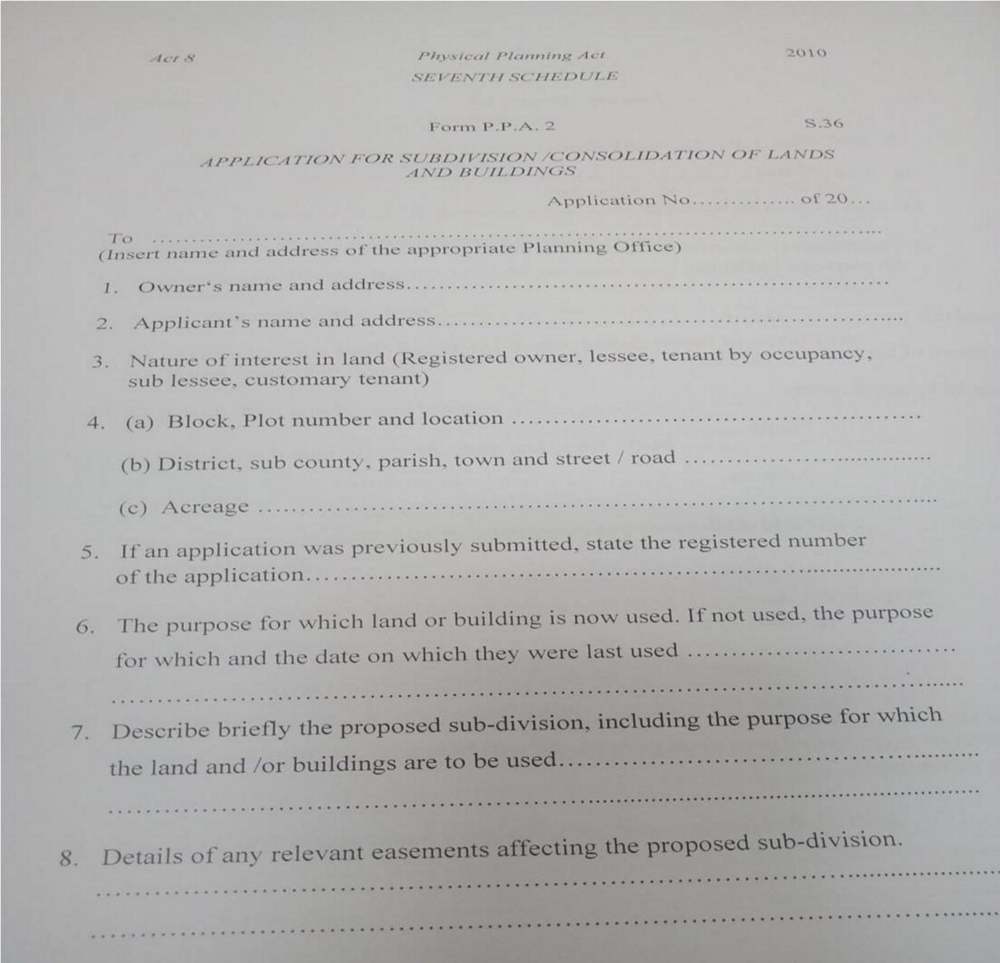 Act 8 Physical Planning Act 2010
SEVENTH SCHEDULE
Form P.P.A. 2 S.36
APPLICATION FOR SUBDIVISION /CONSOLIDATION OF LANDS
AND BUILDINGS
Application No.............. of 20...
To ..............................................................................................
(Insert name and address of the appropriate Planning Office)
1. Owner‘s name and address..............................................................
2. Applicant’s name and address............................................................
3. Nature of interest in land (Registered owner, lessee, tenant by occupancy,
sub lessee, customary tenant)
4. (a) Block, Plot number and location ..................................................
(b) District, sub county, parish, town and street / road ................................
(c) Acreage ....................................................................................
5. If an application was previously submitted, state the registered number
of the application..............................................................................
6. The purpose for which land or building is now used. If not used, the purpose
for which and the date on which they were last used ..............................
..............................................................................................
7. Describe briefly the proposed sub-division, including the purpose for which
the land and /or buildings are to be used..................................................
..............................................................................................
8. Details of any relevant easements affecting the proposed sub-division.
..............................................................................................
..............................................................................................